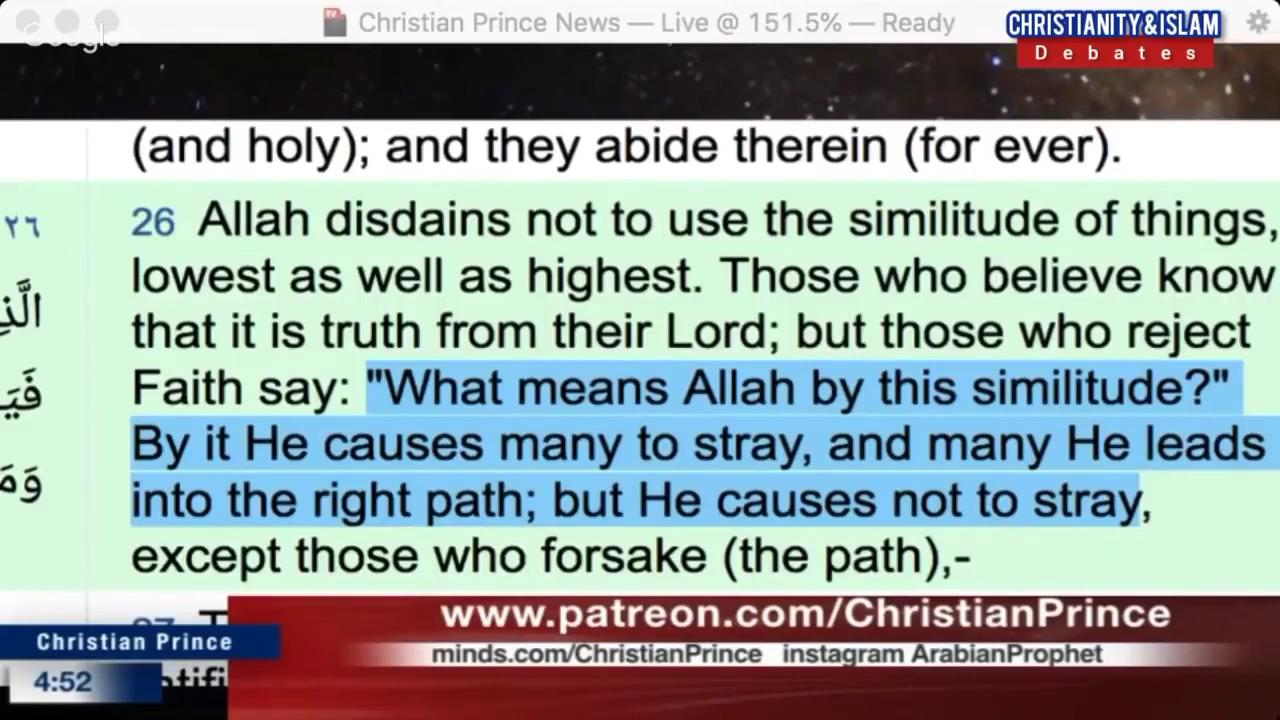 Christian Prince News — Live @ 151.5% — Ready
CHRISTIANITY & ISLAM
Debates
Google
(and holy); and they abide therein (for ever).
٢٦
26 Allah disdains not to use the similitude of things,
lowest as well as highest. Those who believe know
that it is truth from their Lord; but those who reject
Faith say: "What means Allah by this similitude?"
By it He causes many to stray, and many He leads
into the right path; but He causes not to stray,
except those who forsake (the path),-
www.patreon.com/ChristianPrince
Christian Prince
minds.com/ChristianPrince instagram ArabianProphet
4:52